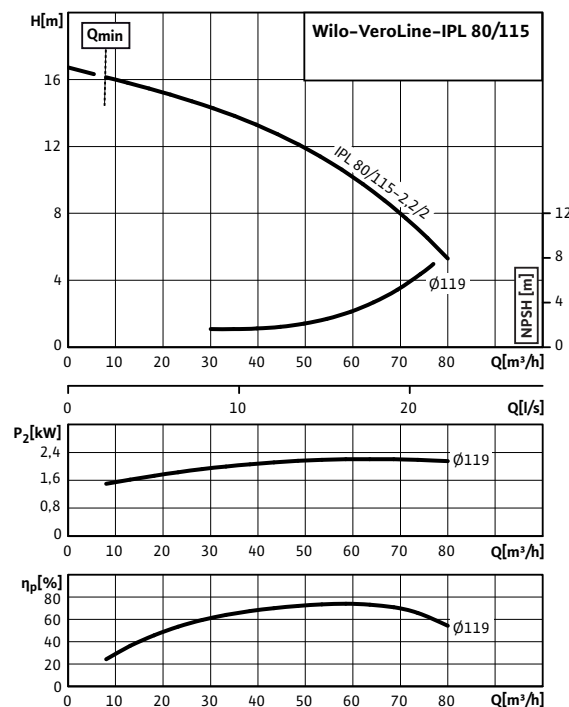 H[m]
Qmin
Wilo-VeroLine-IPL 80/115
16
12
8
4
0
IPL 80/115-2,2/2
Ø119
12
8
4
0
NPSH [m]
0 10 20 30 40 50 60 70 80 Q[m³/h]
0 10 20 Q[l/s]
P₂[kW]
2,4
1,6
0,8
0
Ø119
0 10 20 30 40 50 60 70 80 Q[m³/h]
ηp[%]
80
60
40
20
0
Ø119
0 10 20 30 40 50 60 70 80 Q[m³/h]